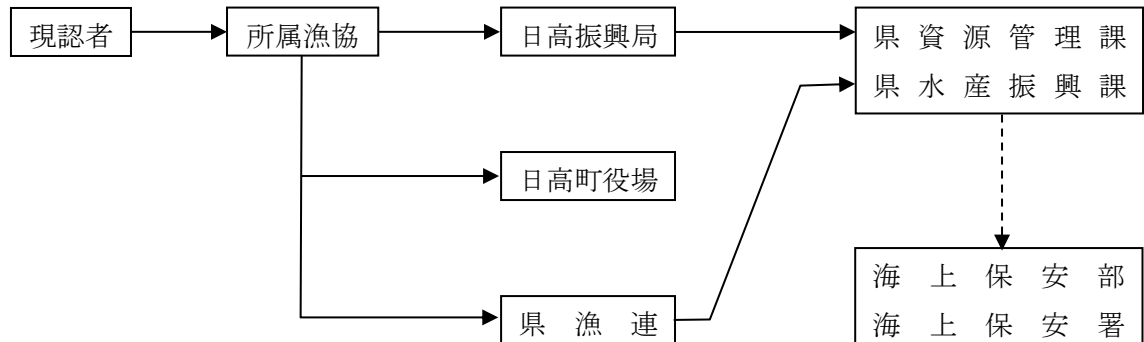 現認者
所属漁協
日高振興局
県資源管理課
県水産振興課
日高町役場
県漁連
海上保安部
海上保安署